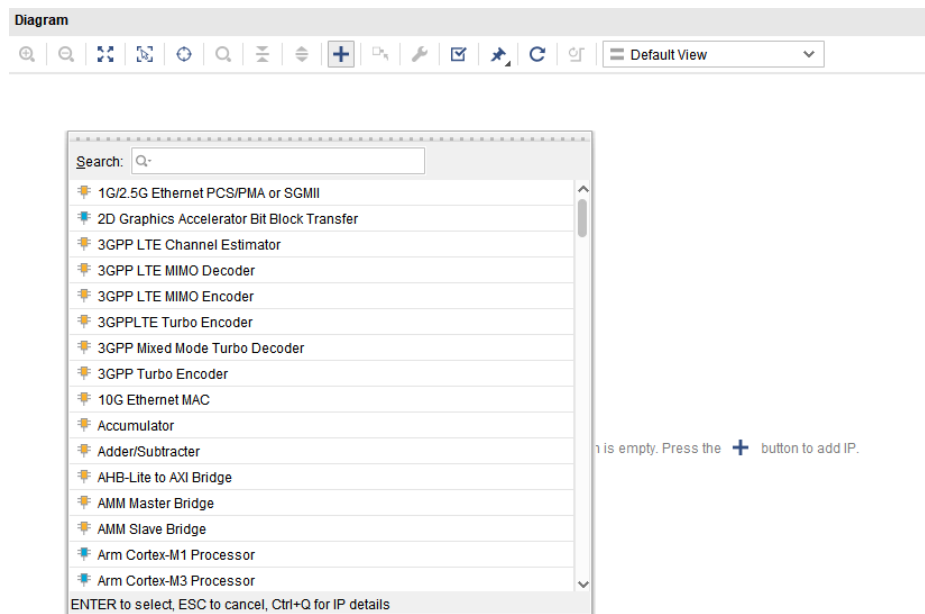 Diagram
Default View
Search:
1G/2.5G Ethernet PCS/PMA or SGMII
2D Graphics Accelerator Bit Block Transfer
3GPP LTE Channel Estimator
3GPP LTE MIMO Decoder
3GPP LTE MIMO Encoder
3GPPLTE Turbo Encoder
3GPP Mixed Mode Turbo Decoder
3GPP Turbo Encoder
10G Ethernet MAC
Accumulator
Adder/Subtracter
is empty. Press the button to add IP.
AHB-Lite to AXI Bridge
AMM Master Bridge
AMM Slave Bridge
Arm Cortex-M1 Processor
Arm Cortex-M3 Processor
ENTER to select, ESC to cancel, Ctrl+Q for IP details